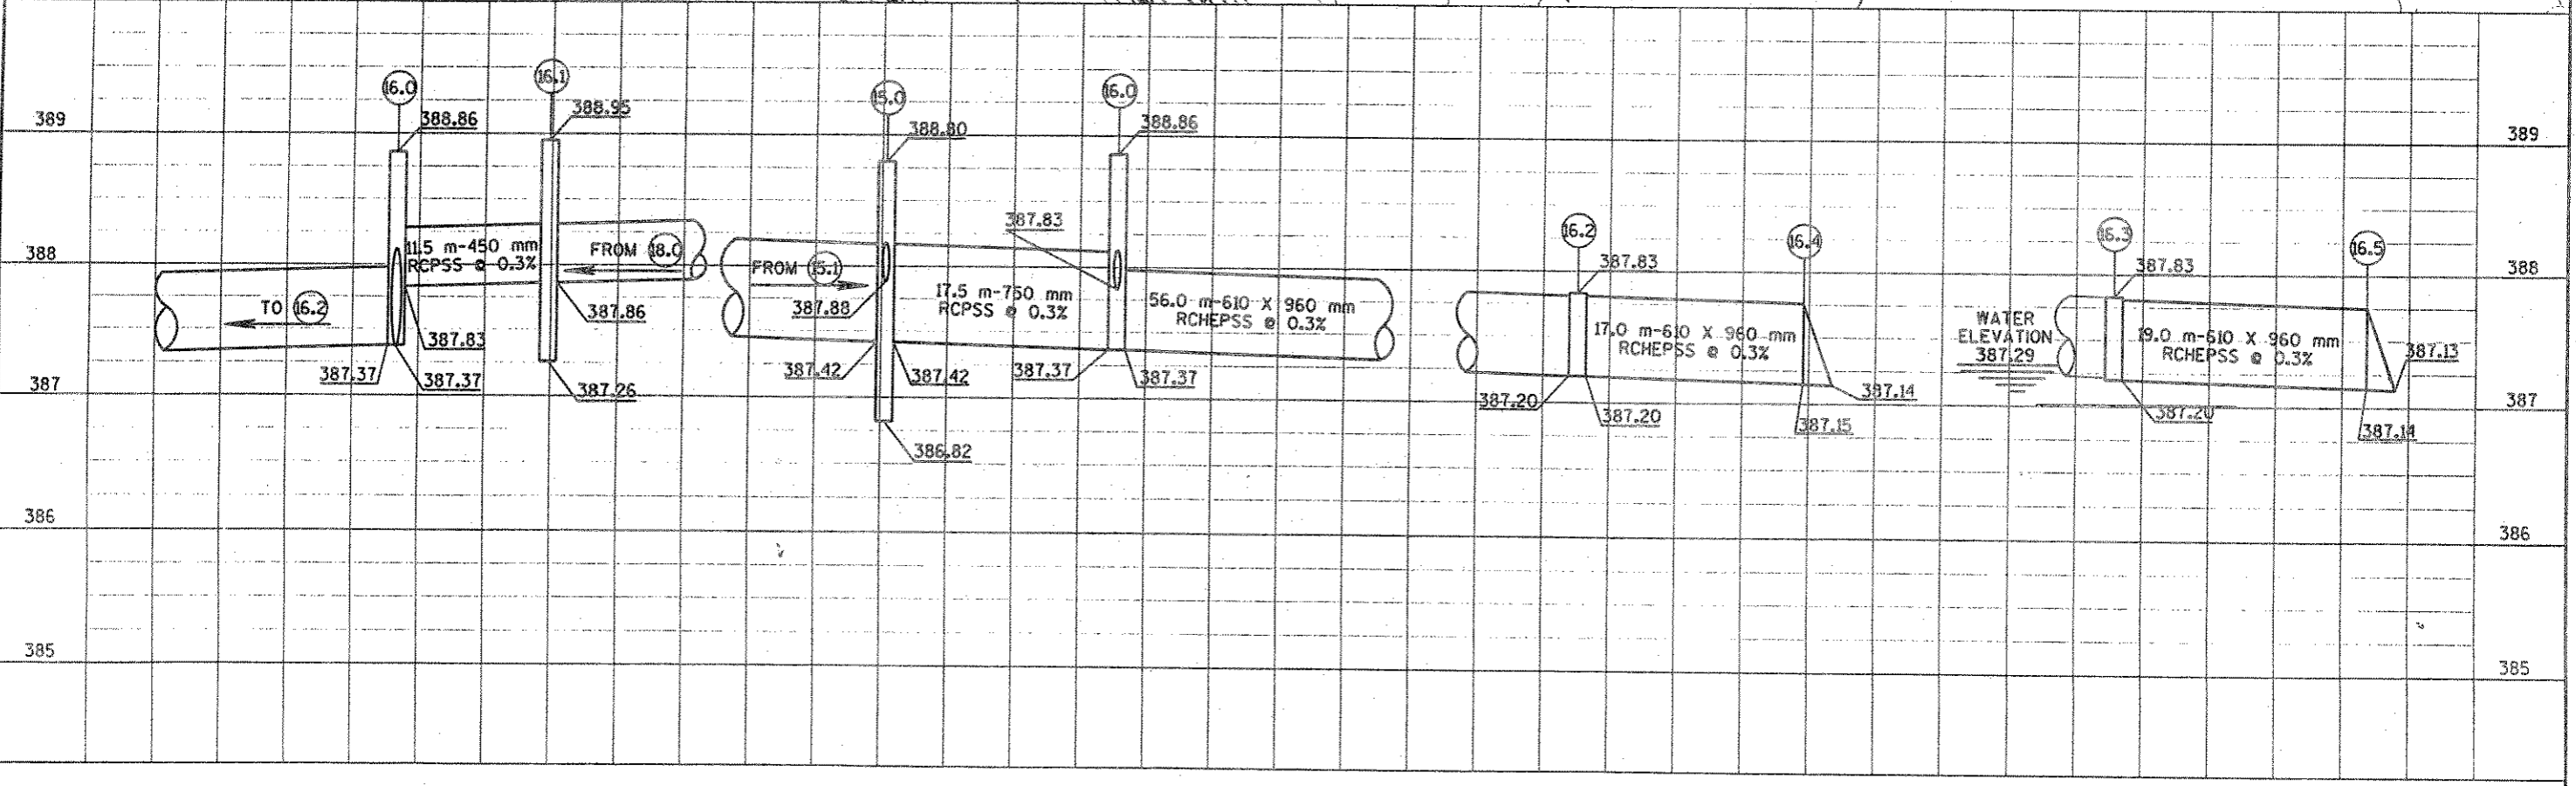 389
388
387
386
385
16.0
388.86
11.5 m-450 mm
RCPSS @ 0.3%
TO 16.2
387.37
387.37
387.83
16.1
388.95
FROM 18.0
387.86
387.26
15.0
388.80
FROM 15.1
387.88
387.42
387.42
386.82
17.5 m-750 mm
RCPSS @ 0.3%
16.0
388.86
387.83
387.37
387.37
56.0 m-610 X 960 mm
RCHEPSS @ 0.3%
16.2
387.83
387.20
387.20
17.0 m-610 X 960 mm
RCHEPSS @ 0.3%
16.4
387.14
387.15
WATER
ELEVATION
387.29
16.3
387.83
387.20
19.0 m-610 X 960 mm
RCHEPSS @ 0.3%
16.5
387.13
387.14
389
388
387
386
385